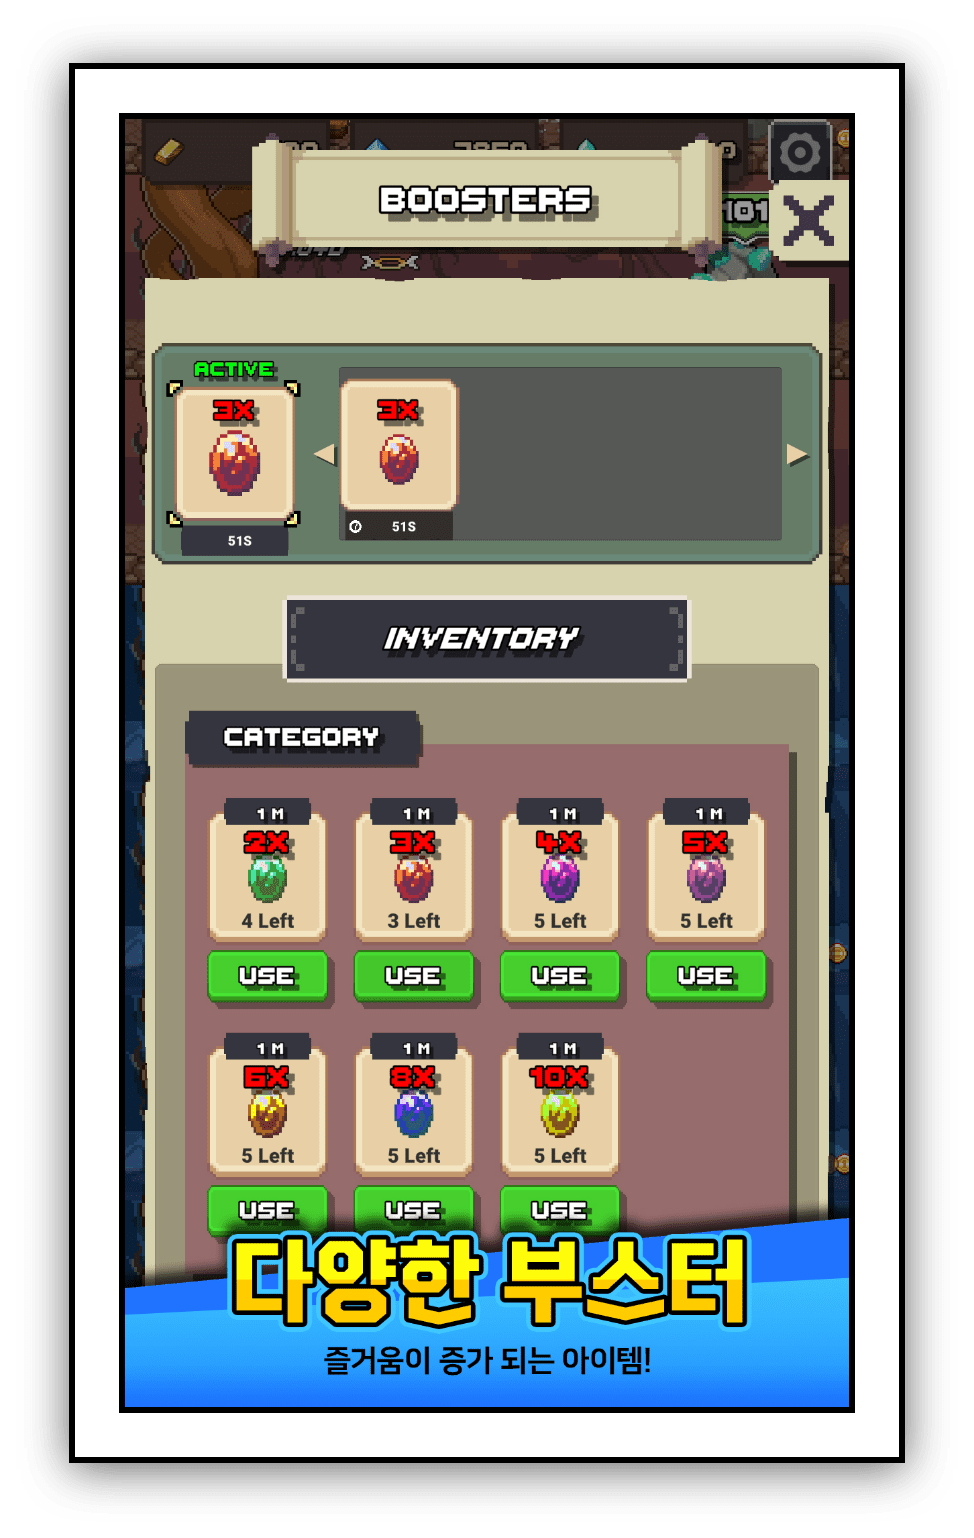 BOOSTERS
101
ACTIVE
3X
3X
51S
51S
INVENTORY
CATEGORY
1 M
1 M
1 M
1 M
2X
3X
4X
5X
4 Left
3 Left
5 Left
5 Left
USE
USE
USE
USE
1 M
1 M
1 M
6X
8X
10X
5 Left
5 Left
5 Left
USE
USE
USE
다양한 부스터
즐거움이 증가 되는 아이템!